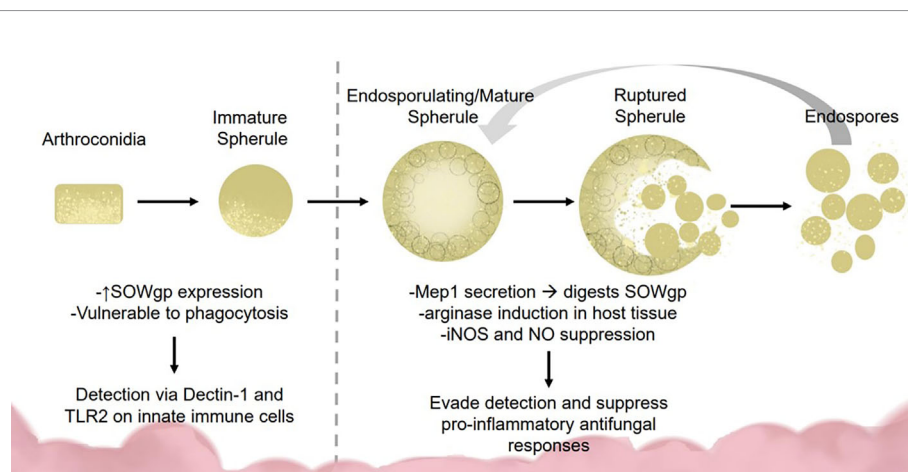 Arthroconidia
Immature
Spherule
Endosporulating/Mature
Spherule
Ruptured
Spherule
Endospores
-↑SOWgp expression
-Vulnerable to phagocytosis
Detection via Dectin-1 and
TLR2 on innate immune cells
-Mep1 secretion → digests SOWgp
-arginase induction in host tissue
-iNOS and NO suppression
Evade detection and suppress
pro-inflammatory antifungal
responses